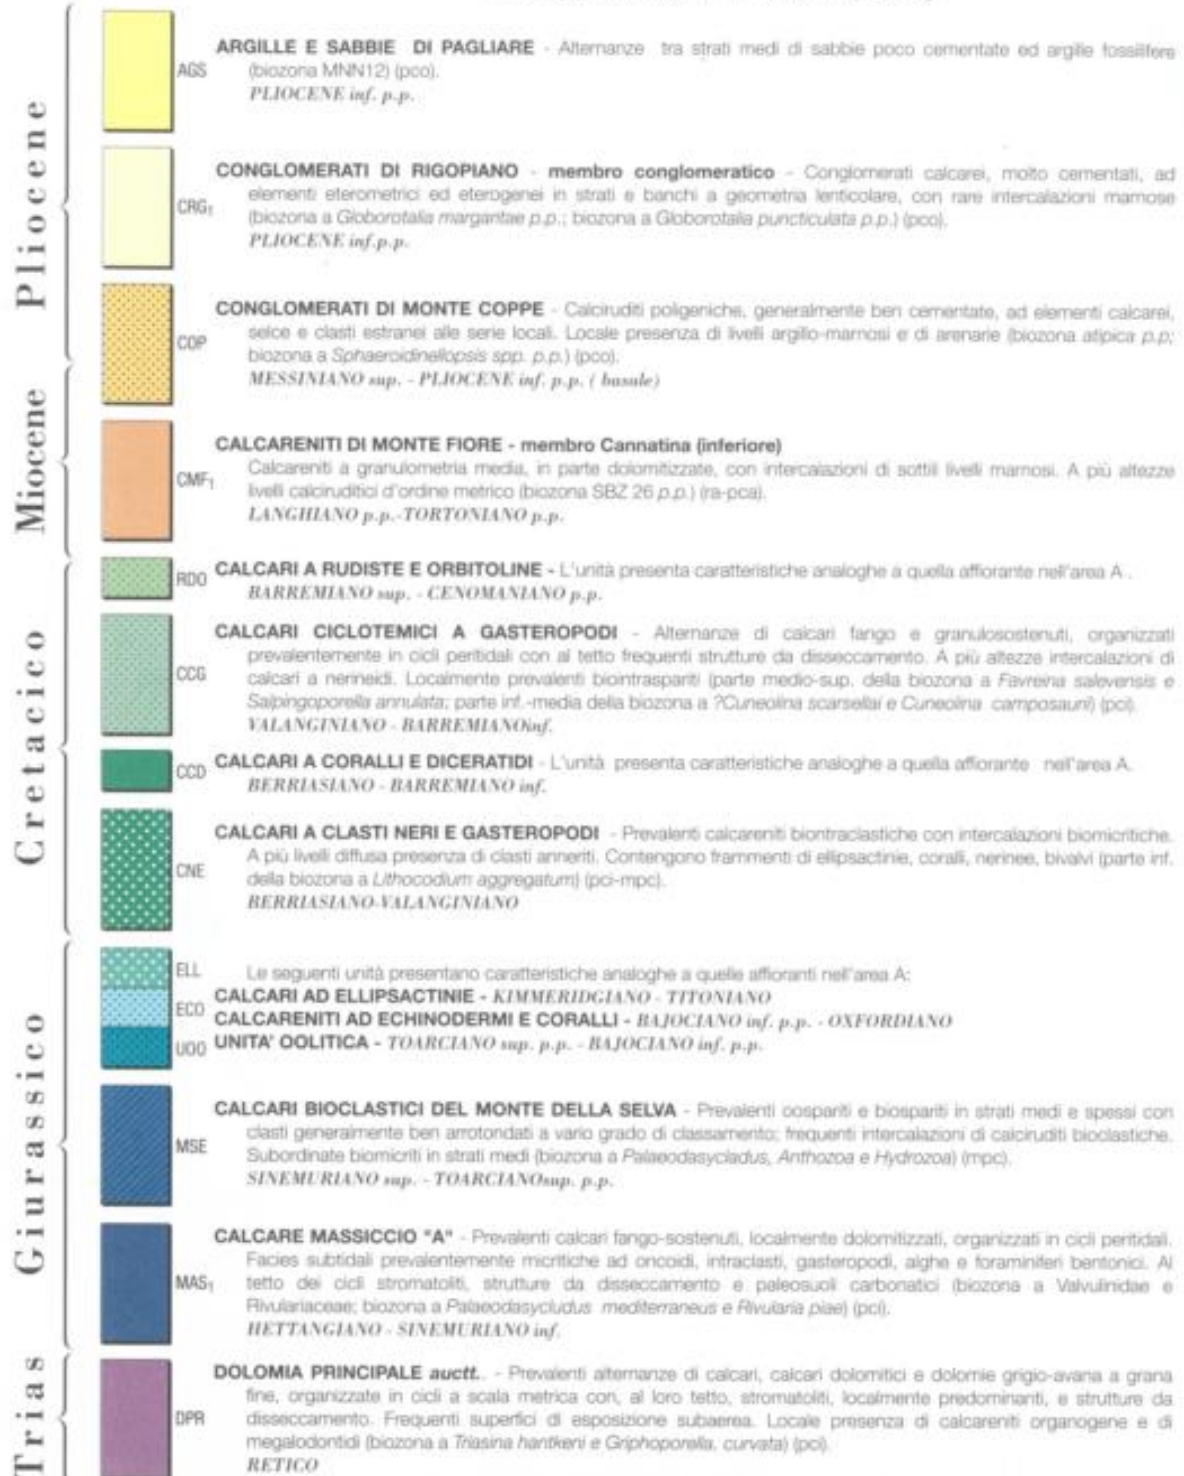 Pliocene
AGS
ARGILLE E SABBIE DI PAGLIARE - Alternanze tra strati medi di sabbie poco cementate ed argille fossilifere
(biozona MNN12) (pco).
PLIOCENE inf. p.p.
CRG1
CONGLOMERATI DI RIGOPIANO - membro conglomeratico - Conglomerati calcarei, molto cementati, ad
elementi eterometrici ed eterogenei in strati e banchi a geometria lenticolare, con rare intercalazioni marnose
(biozona a Globorotalia margaritae p.p.; biozona a Globorotalia puncticulata p.p.) (pco).
PLIOCENE inf.p.p.
COP
CONGLOMERATI DI MONTE COPPE - Calciruditi poligeniche, generalmente ben cementate, ad elementi calcarei,
selce e clasti estranei alle serie locali. Locale presenza di livelli argillo-marnosi e di arenarie (biozona atipica p.p;
biozona a Sphaeroidinellopsis spp. p.p.) (pco).
MESSINIANO sup. - PLIOCENE inf. p.p. ( basale)
Miocene
CMF1
CALCARENITI DI MONTE FIORE - membro Cannatina (inferiore)
Calcareniti a granulometria media, in parte dolomitizzate, con intercalazioni di sottili livelli marnosi. A più altezze
livelli calciruditici d'ordine metrico (biozona SBZ 26 p.p.) (ra-pca).
LANGHIANO p.p.-TORTONIANO p.p.
Cretacico
RDO
CALCARI A RUDISTE E ORBITOLINE - L'unità presenta caratteristiche analoghe a quella affiorante nell'area A .
BARREMIANO sup. - CENOMANIANO p.p.
CCG
CALCARI CICLOTEMICI A GASTEROPODI - Alternanze di calcari fango e granulosostenuti, organizzati
prevalentemente in cicli peritidali con al tetto frequenti strutture da disseccamento. A più altezze intercalazioni di
calcari a nerineidi. Localmente prevalenti biointraspariti (parte medio-sup. della biozona a Favreina salevensis e
Salpingoporella annulata; parte inf.-media della biozona a ?Cuneolina scarsellai e Cuneolina camposauri) (pci).
VALANGINIANO - BARREMIANOinf.
CCD
CALCARI A CORALLI E DICERATIDI - L'unità presenta caratteristiche analoghe a quella affiorante nell'area A.
BERRIASIANO - BARREMIANO inf.
CNE
CALCARI A CLASTI NERI E GASTEROPODI - Prevalenti calcareniti biontraclastiche con intercalazioni biomicritiche.
A più livelli diffusa presenza di clasti anneriti. Contengono frammenti di ellipsactinie, coralli, nerinee, bivalvi (parte inf.
della biozona a Lithocodium aggregatum) (pci-mpc).
BERRIASIANO-VALANGINIANO
Giurassico
ELL
Le seguenti unità presentano caratteristiche analoghe a quelle affioranti nell'area A:
CALCARI AD ELLIPSACTINIE - KIMMERIDGIANO - TITONIANO
ECO
CALCARENITI AD ECHINODERMI E CORALLI - BAJOCIANO inf. p.p. - OXFORDIANO
UOO
UNITA' OOLITICA - TOARCIANO sup. p.p. - BAJOCIANO inf. p.p.
MSE
CALCARI BIOCLASTICI DEL MONTE DELLA SELVA - Prevalenti oospariti e biospariti in strati medi e spessi con
clasti generalmente ben arrotondati a vario grado di classamento; frequenti intercalazioni di calciruditi bioclastiche.
Subordinate biomicriti in strati medi (biozona a Palaeodasycladus, Anthozoa e Hydrozoa) (mpc).
SINEMURIANO sup. - TOARCIANOsup. p.p.
MAS1
CALCARE MASSICCIO "A" - Prevalenti calcari fango-sostenuti, localmente dolomitizzati, organizzati in cicli peritidali.
Facies subtidali prevalentemente micritiche ad oncoidi, intraclasti, gasteropodi, alghe e foraminiferi bentonici. Al
tetto dei cicli stromatoliti, strutture da disseccamento e paleosuoli carbonatici (biozona a Valvulinidae e
Rivulariaceae; biozona a Palaeodasycludus mediterraneus e Rivularia piae) (pci).
HETTANGIANO - SINEMURIANO inf.
Trias
DPR
DOLOMIA PRINCIPALE auctt.. - Prevalenti alternanze di calcari, calcari dolomitici e dolomie grigio-avana a grana
fine, organizzate in cicli a scala metrica con, al loro tetto, stromatoliti, localmente predominanti, e strutture da
disseccamento. Frequenti superfici di esposizione subaerea. Locale presenza di calcareniti organogene e di
megalodontidi (biozona a Triasina hantkeni e Griphoporella, curvata) (pci).
RETICO